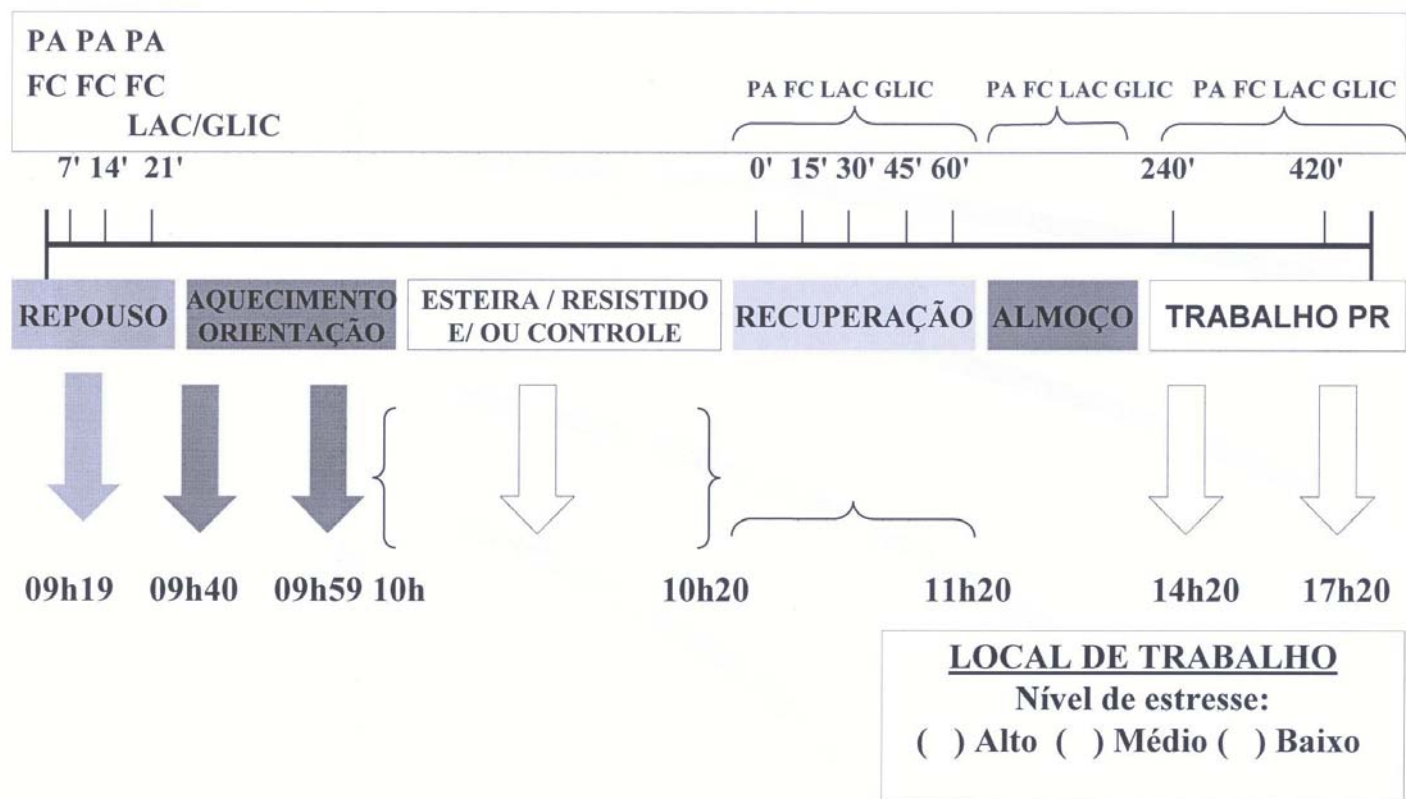 PA PA PA
FC FC FC
LAC/GLIC
PA FC LAC GLIC
PA FC LAC GLIC
PA FC LAC GLIC
7' 14' 21'
0' 15' 30' 45' 60'
240'
420'
REPOUSO
AQUECIMENTO
ORIENTAÇÃO
ESTEIRA / RESISTIDO
E/ OU CONTROLE
RECUPERAÇÃO
ALMOÇO
TRABALHO PR
09h19 09h40 09h59 10h 10h20 11h20 14h20 17h20
LOCAL DE TRABALHO
Nível de estresse:
( ) Alto ( ) Médio ( ) Baixo